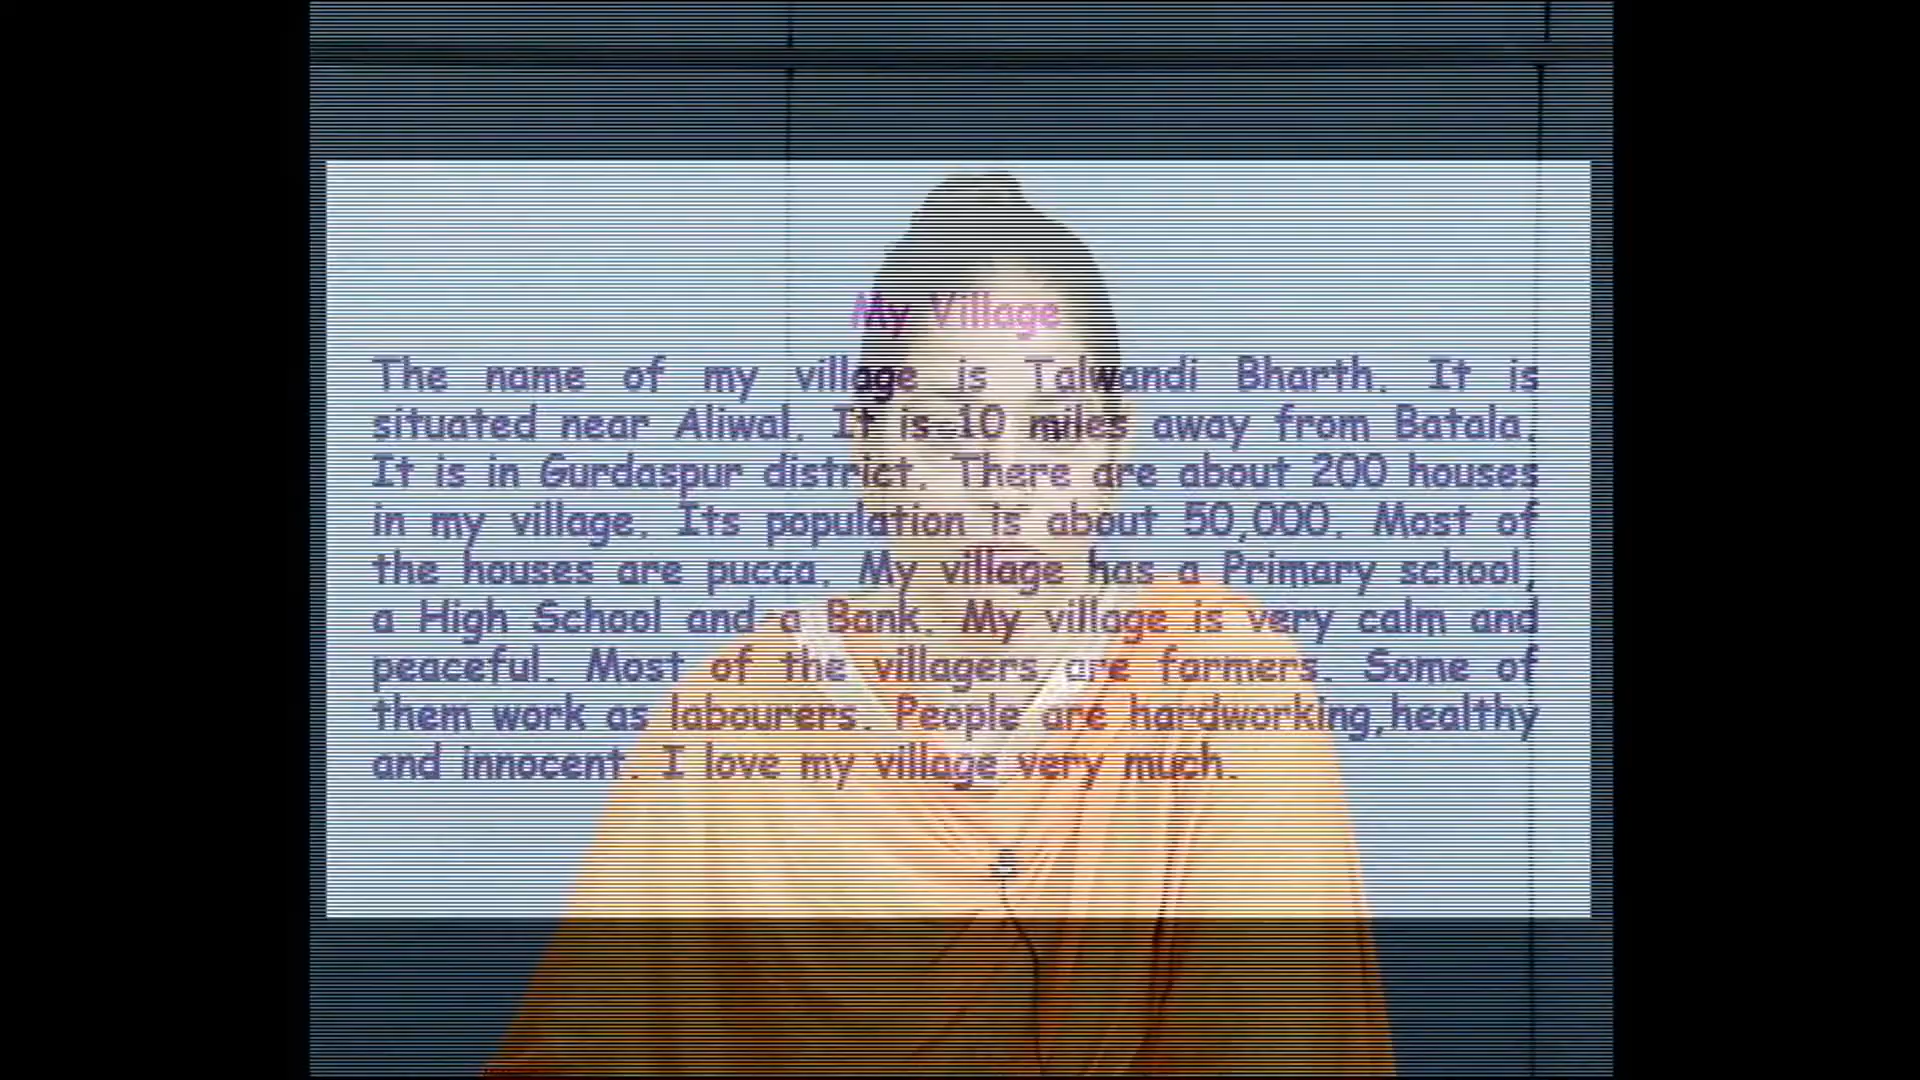 My Village
The name of my village is Talwandi Bharth. It is
situated near Aliwal. It is 10 miles away from Batala.
It is in Gurdaspur district. There are about 200 houses
in my village. Its population is about 50,000. Most of
the houses are pucca. My village has a Primary school,
a High School and a Bank. My village is very calm and
peaceful. Most of the villagers are farmers. Some of
them work as labourers. People are hardworking,healthy
and innocent. I love my village very much.